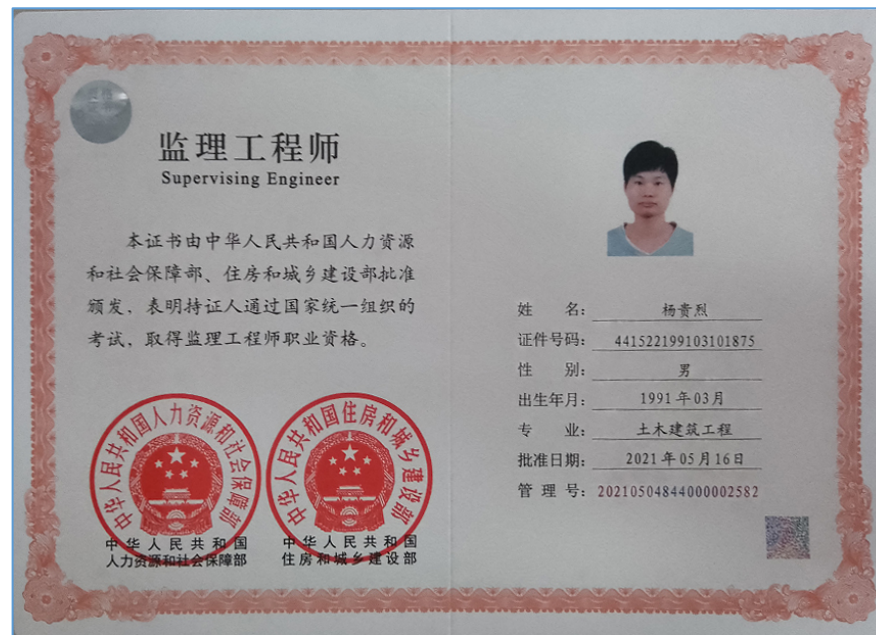 监理工程师
Supervising Engineer
本证书由中华人民共和国人力资源
和社会保障部、住房和城乡建设部批准
颁发，表明持证人通过国家统一组织的
考试，取得监理工程师职业资格。
中华人民共和国人力资源和社会保障部
中华人民共和国
人力资源和社会保障部
中华人民共和国住房和城乡建设部
中华人民共和国
住房和城乡建设部
姓 名：杨贵烈
证件号码：441522199103101875
性 别：男
出生年月：1991年03月
专 业：土木建筑工程
批准日期：2021年05月16日
管 理 号：20210504844000002582